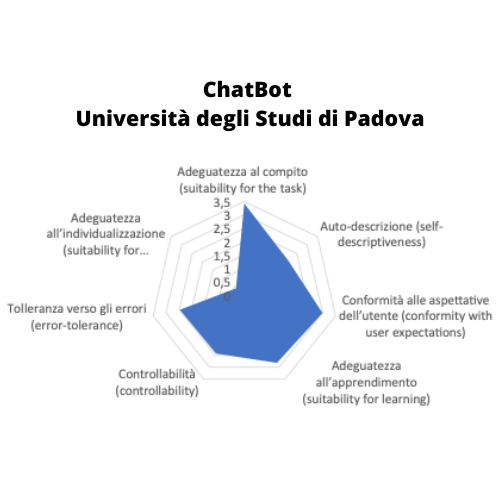 ChatBot
Università degli Studi di Padova
Adeguatezza al compito
(suitability for the task)
3,5
3
2,5
2
1,5
1
0,5
0
Auto-descrizione (self-
descriptiveness)
Conformità alle aspettative
dell'utente (conformity with
user expectations)
Adeguatezza
all'apprendimento
(suitability for learning)
Controllabilità
(controllability)
Tolleranza verso gli errori
(error-tolerance)
Adeguatezza
all'individualizzazione
(suitability for...